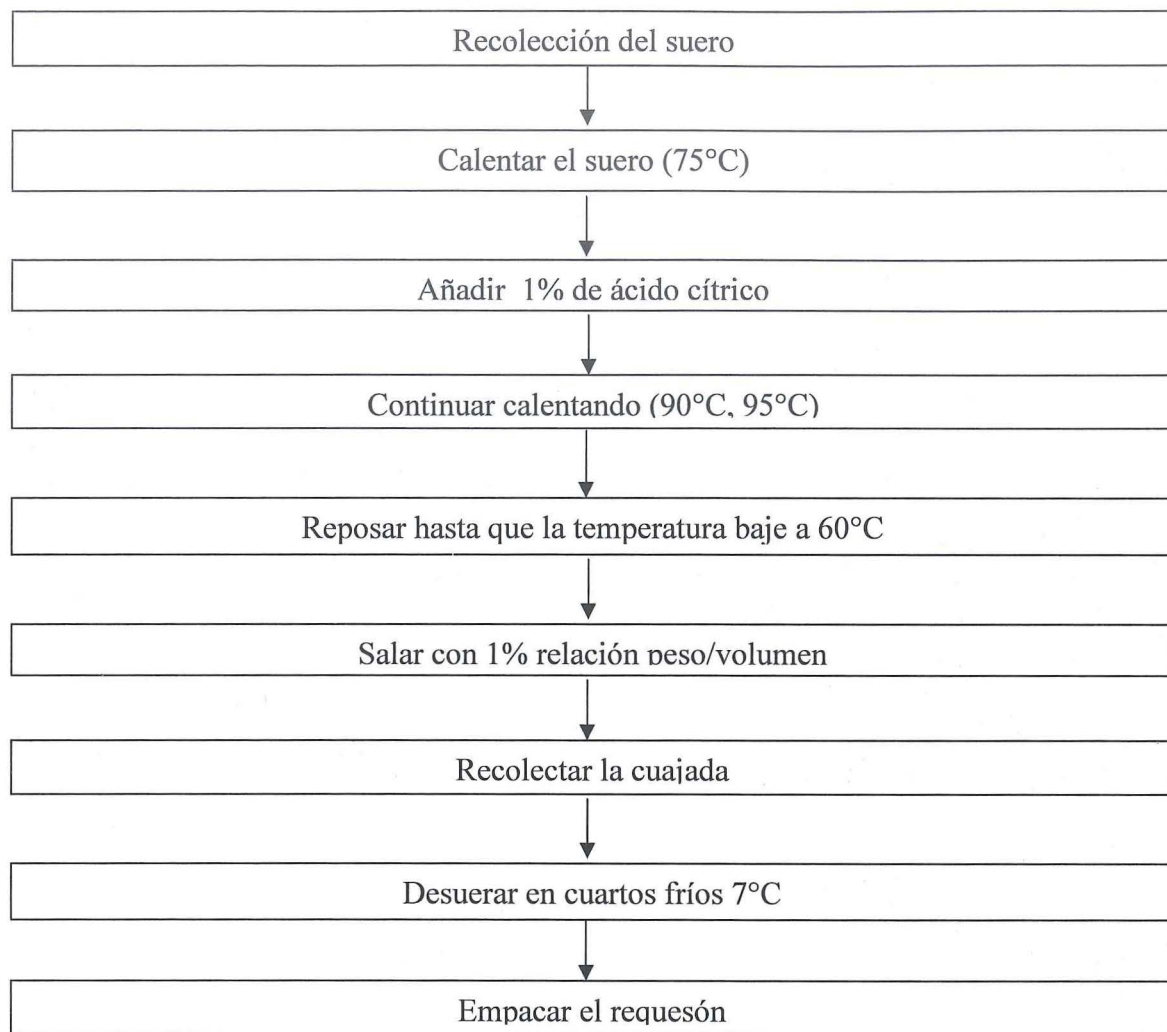 Recolección del suero
Calentar el suero (75°C)
Añadir 1% de ácido cítrico
Continuar calentando (90°C, 95°C)
Reposar hasta que la temperatura baje a 60°C
Salar con 1% relación peso/volumen
Recolectar la cuajada
Desuerar en cuartos fríos 7°C
Empacar el requesón